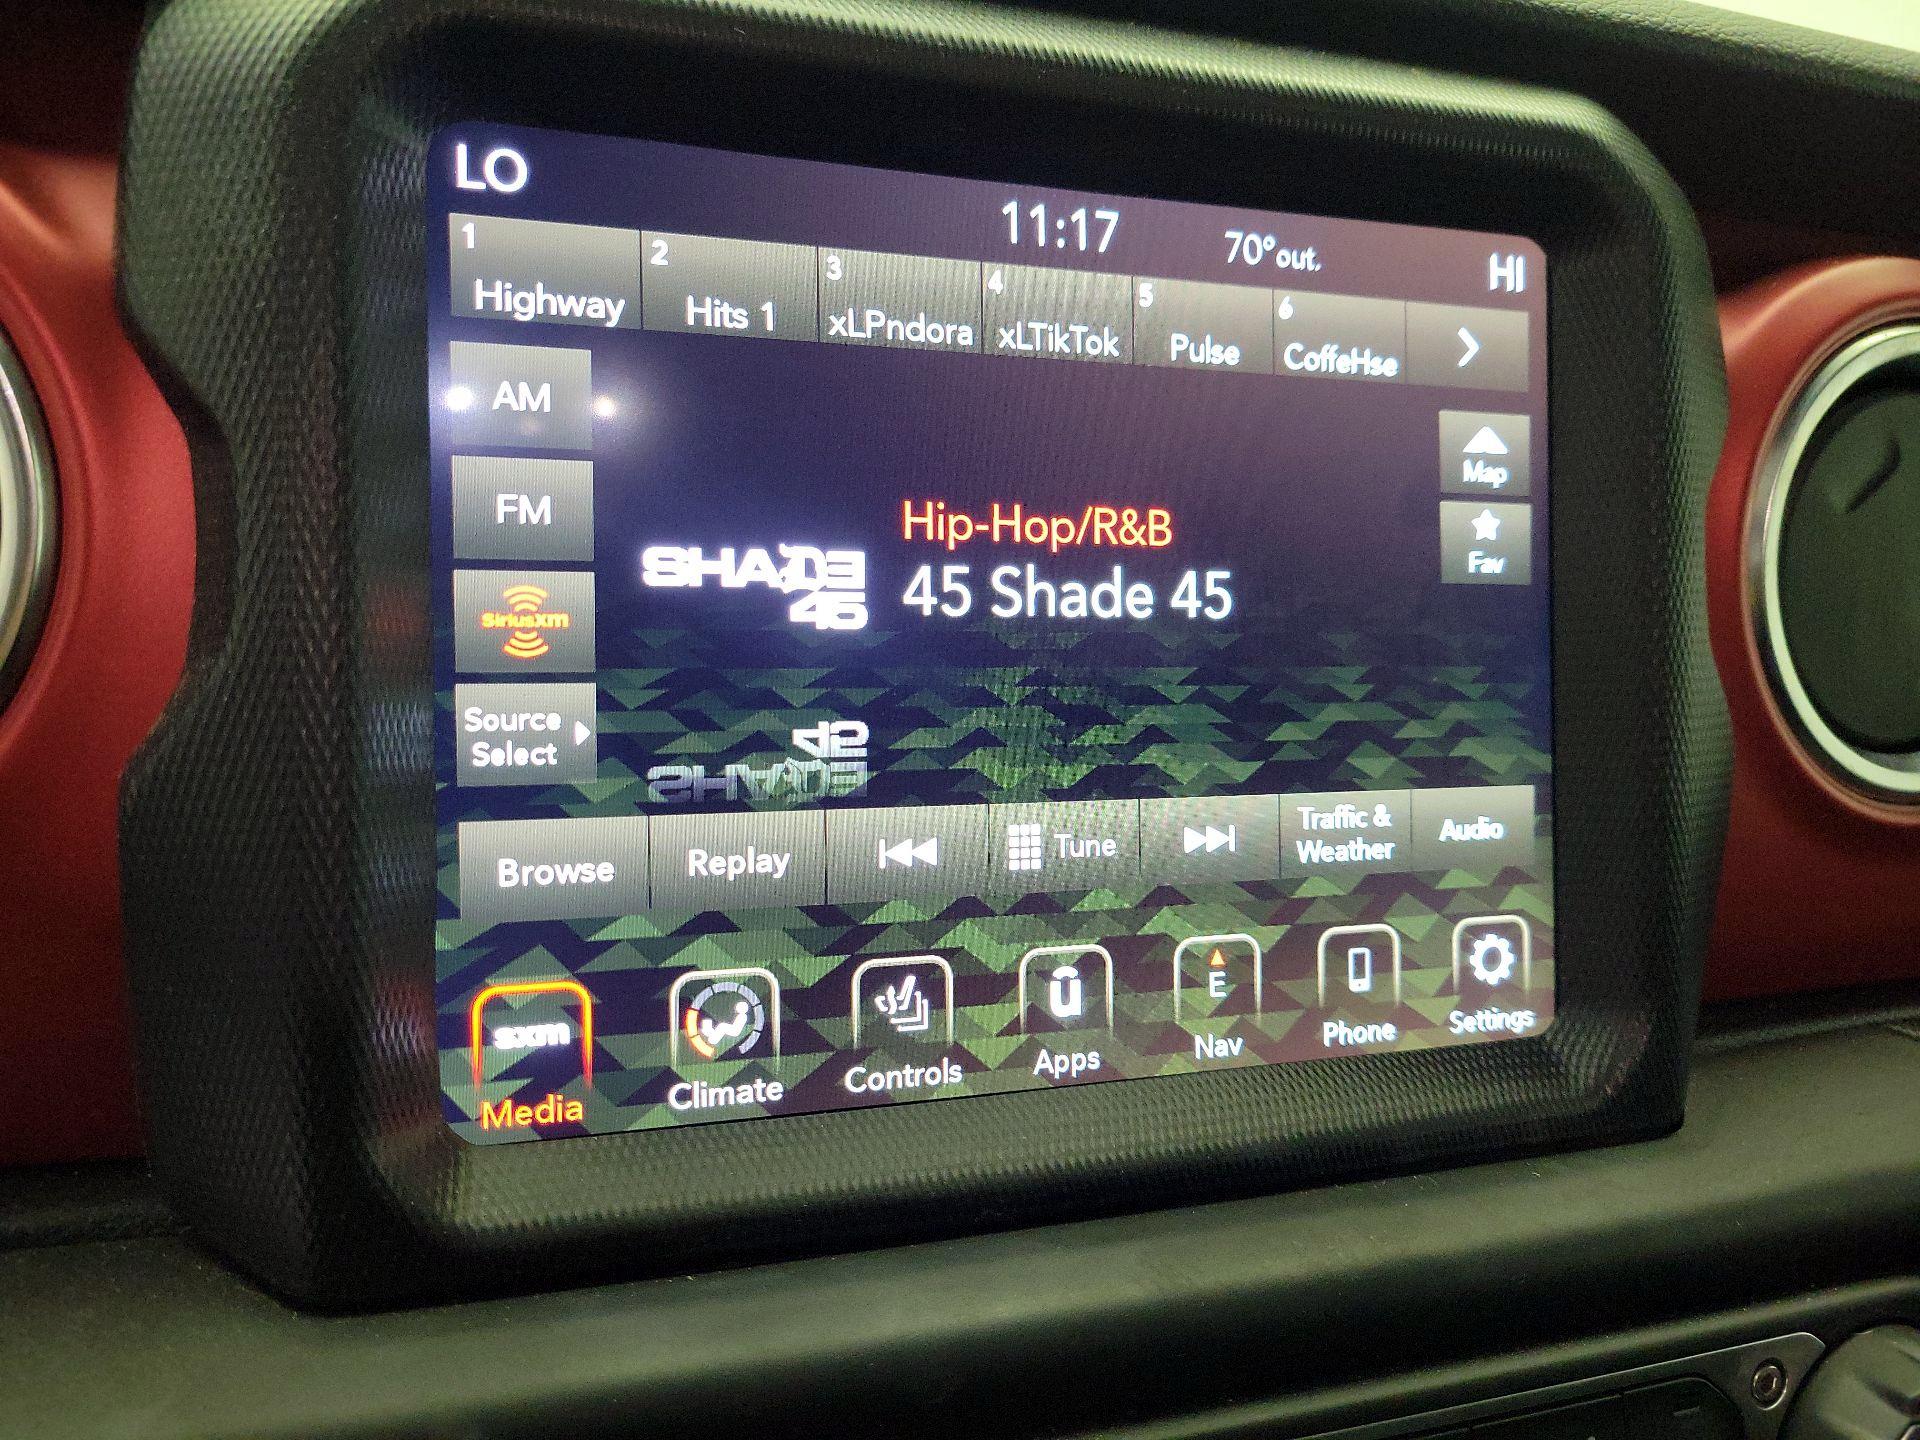 LO
11:17
70° out.
HI
1 Highway
2 Hits 1
3 xLPndora
4 xLTikTok
5 Pulse
6 CoffeHse
AM
FM
SiriusXM
Source
Select
Map
Fav
SHADE
45
Hip-Hop/R&B
45 Shade 45
Browse
Replay
Tune
Traffic &
Weather
Audio
sxm
Media
Climate
Controls
u
Apps
E
Nav
Phone
Settings